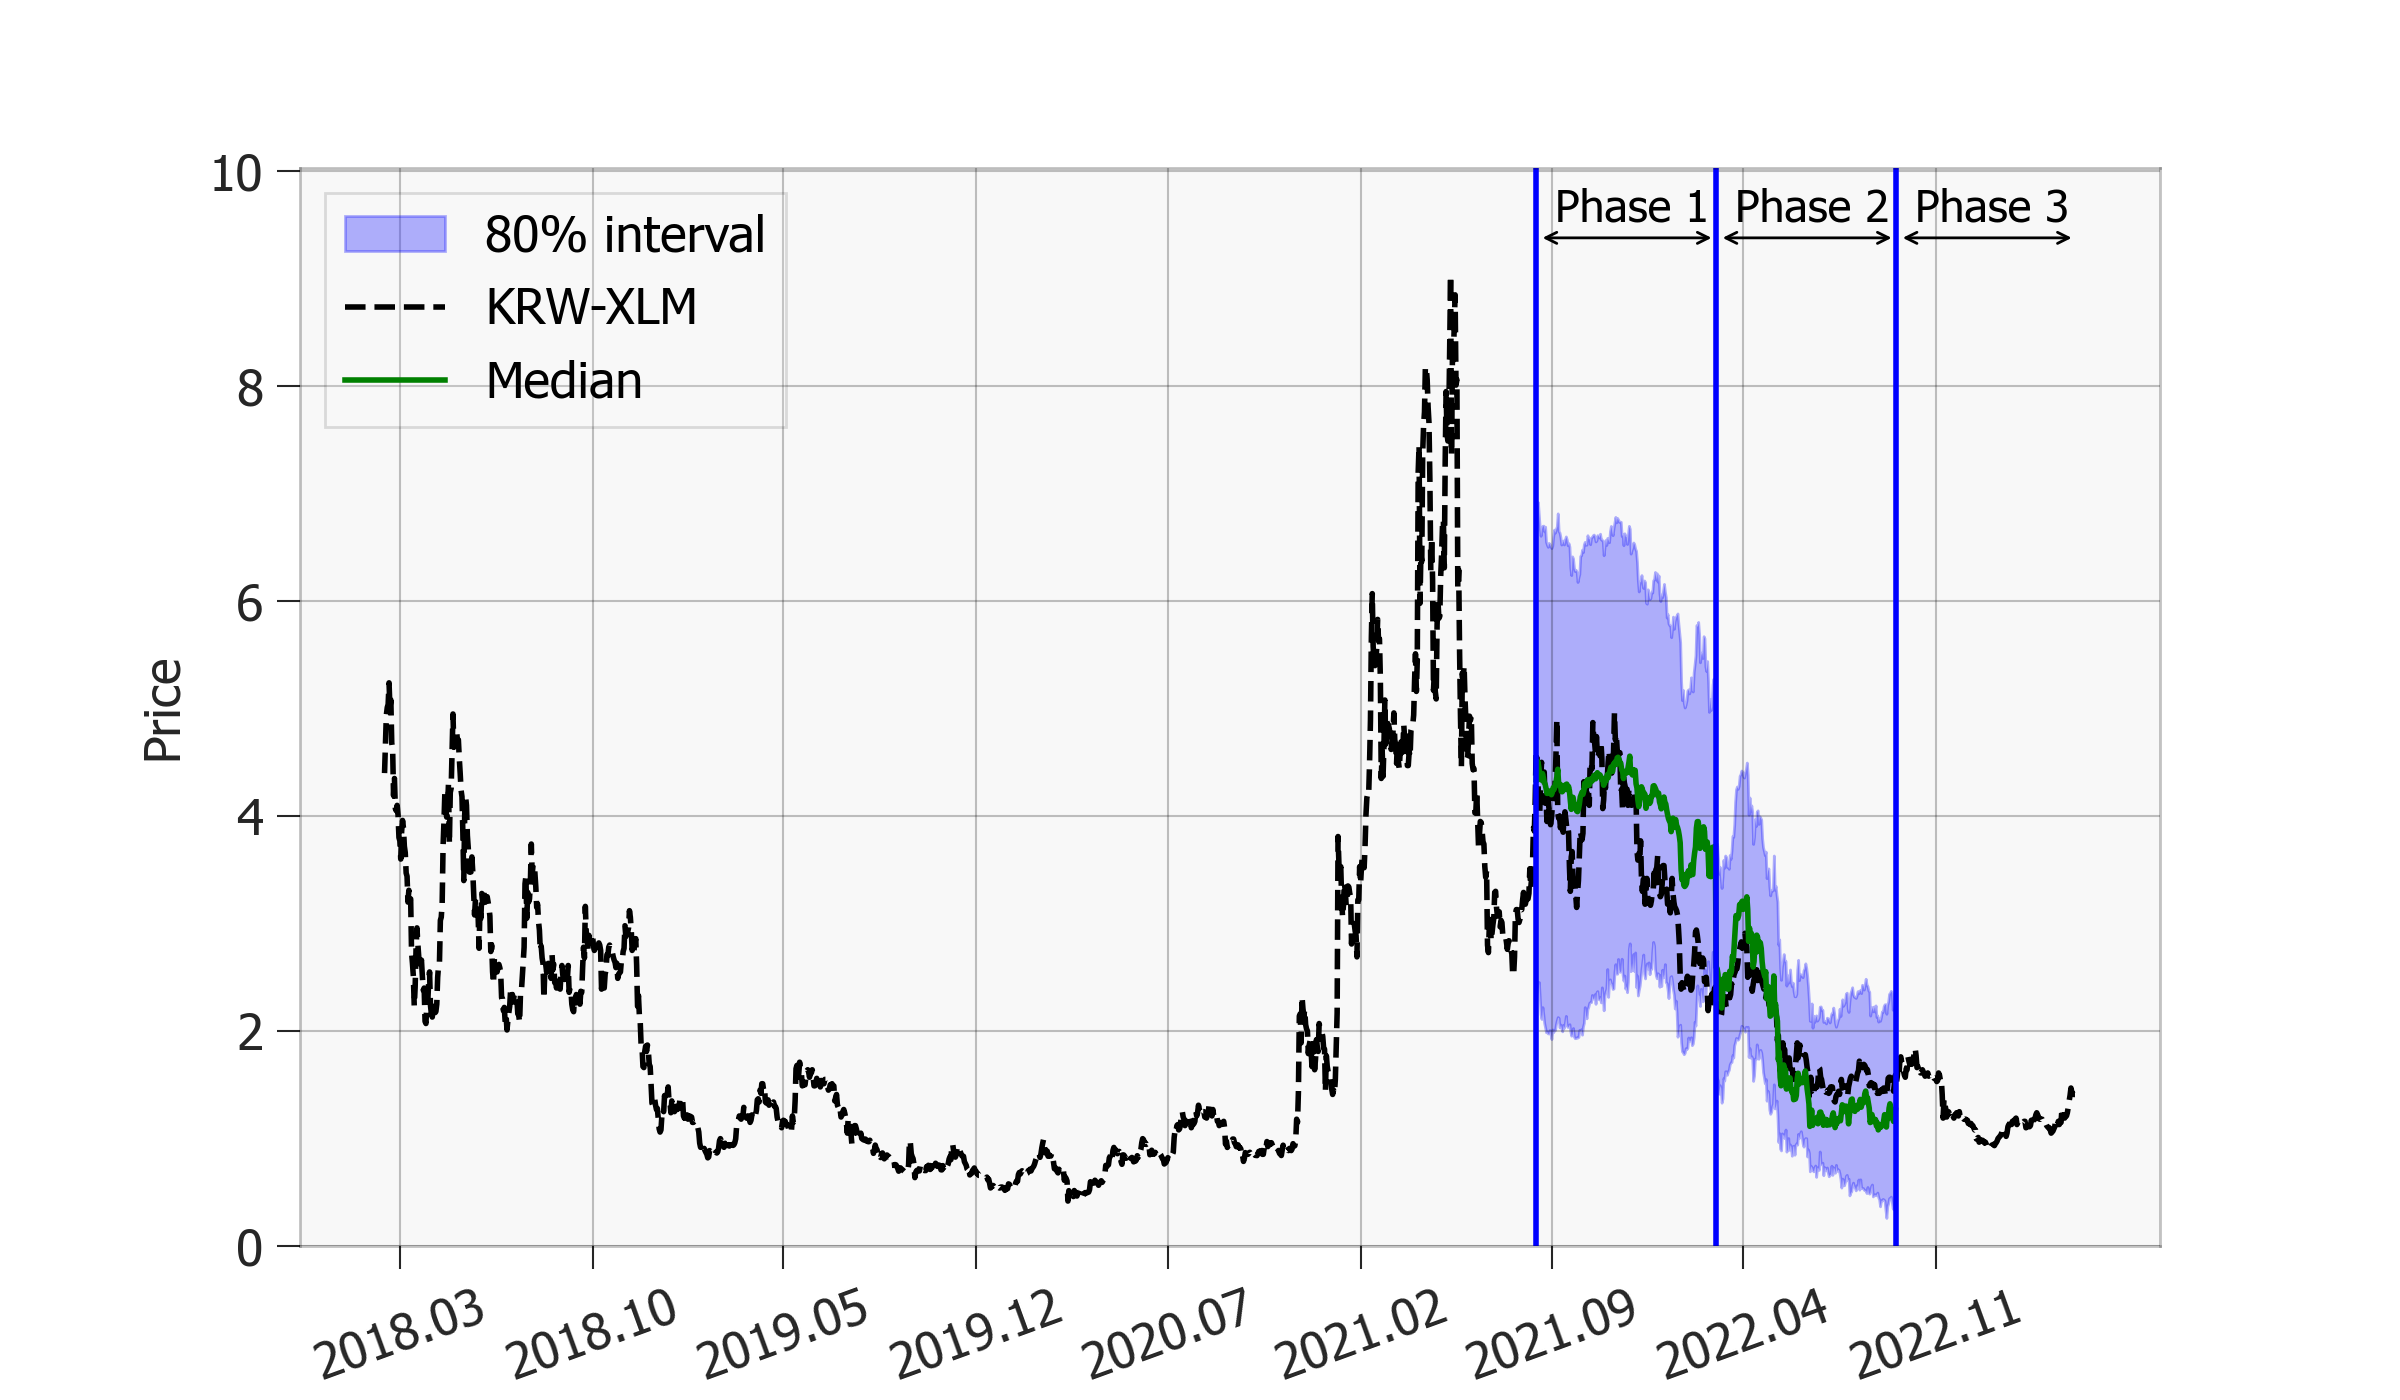 Phase 1
Phase 2
Phase 3
80% interval
KRW-XLM
Median
Price
10
8
6
4
2
0
2018.03
2018.10
2019.05
2019.12
2020.07
2021.02
2021.09
2022.04
2022.11